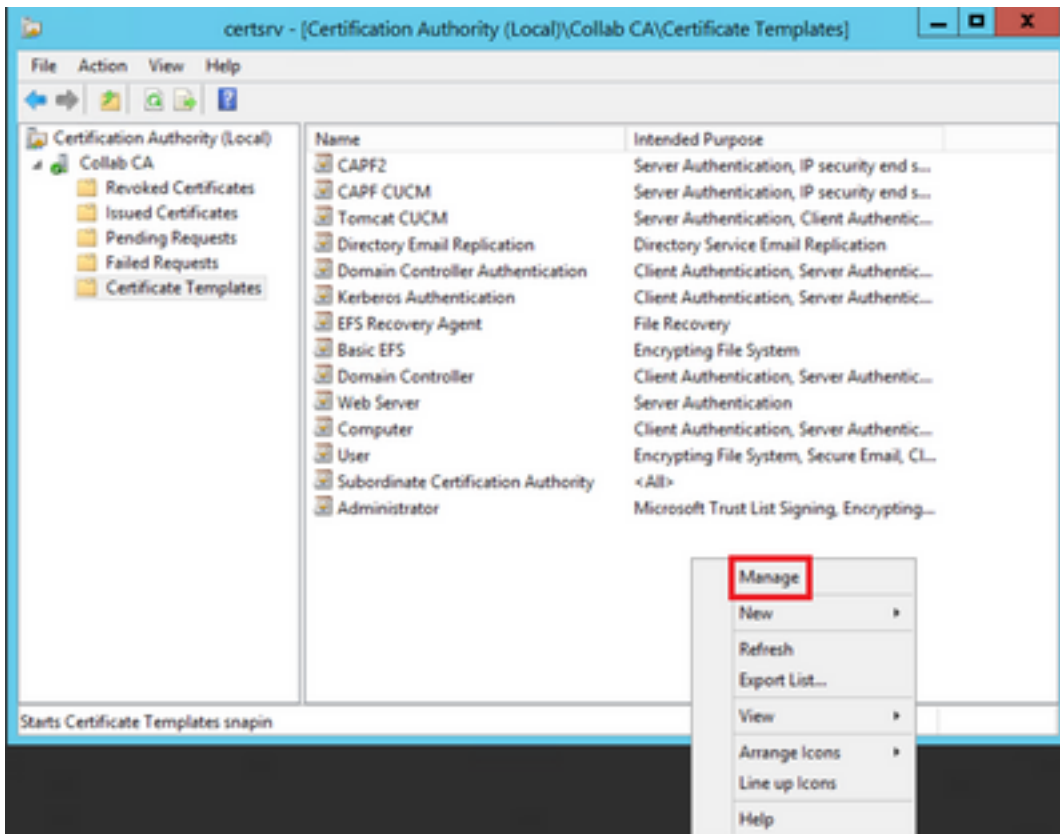 certsrv - [Certification Authority (Local)\Collab CA\Certificate Templates]
File Action View Help
Certification Authority (Local)
Collab CA
Revoked Certificates
Issued Certificates
Pending Requests
Failed Requests
Certificate Templates
Name Intended Purpose
CAPF2 Server Authentication, IP security end s...
CAPF CUCM Server Authentication, IP security end s...
Tomcat CUCM Server Authentication, Client Authentic...
Directory Email Replication Directory Service Email Replication
Domain Controller Authentication Client Authentication, Server Authentic...
Kerberos Authentication Client Authentication, Server Authentic...
EFS Recovery Agent File Recovery
Basic EFS Encrypting File System
Domain Controller Client Authentication, Server Authentic...
Web Server Server Authentication
Computer Client Authentication, Server Authentic...
User Encrypting File System, Secure Email, Cl...
Subordinate Certification Authority <All>
Administrator Microsoft Trust List Signing, Encrypting...
Manage
New
Refresh
Export List...
View
Arrange Icons
Line up Icons
Help
Starts Certificate Templates snapin